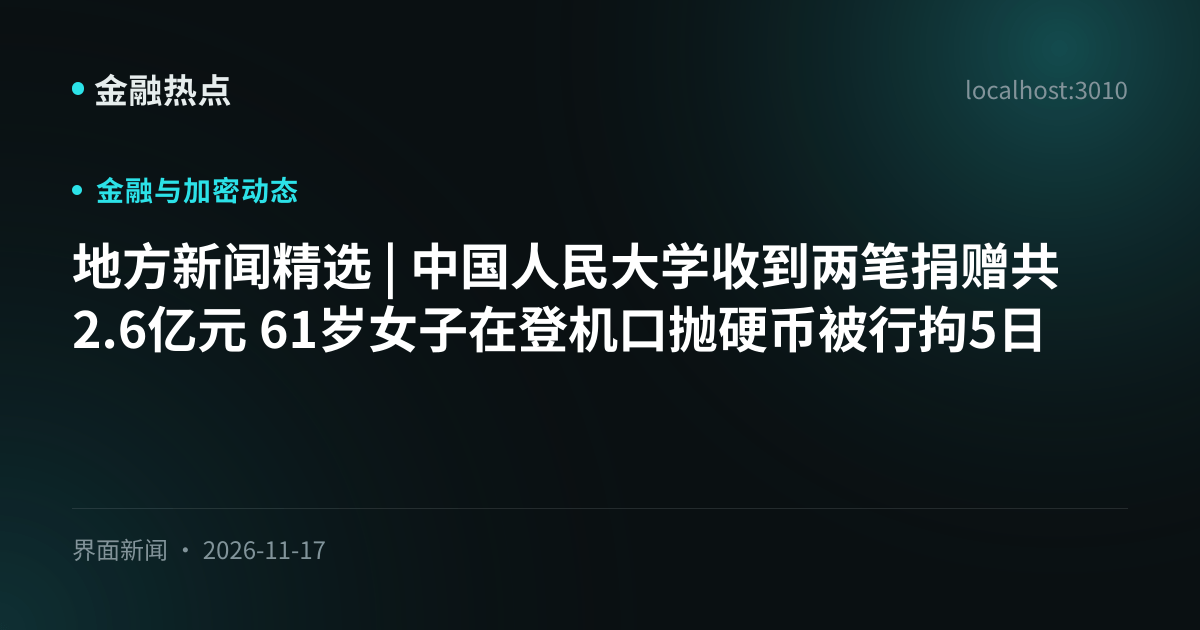 金融热点
localhost:3010
金融与加密动态
地方新闻精选 | 中国人民大学收到两笔捐赠共
2.6亿元 61岁女子在登机口抛硬币被行拘5日
界面新闻 · 2026-11-17